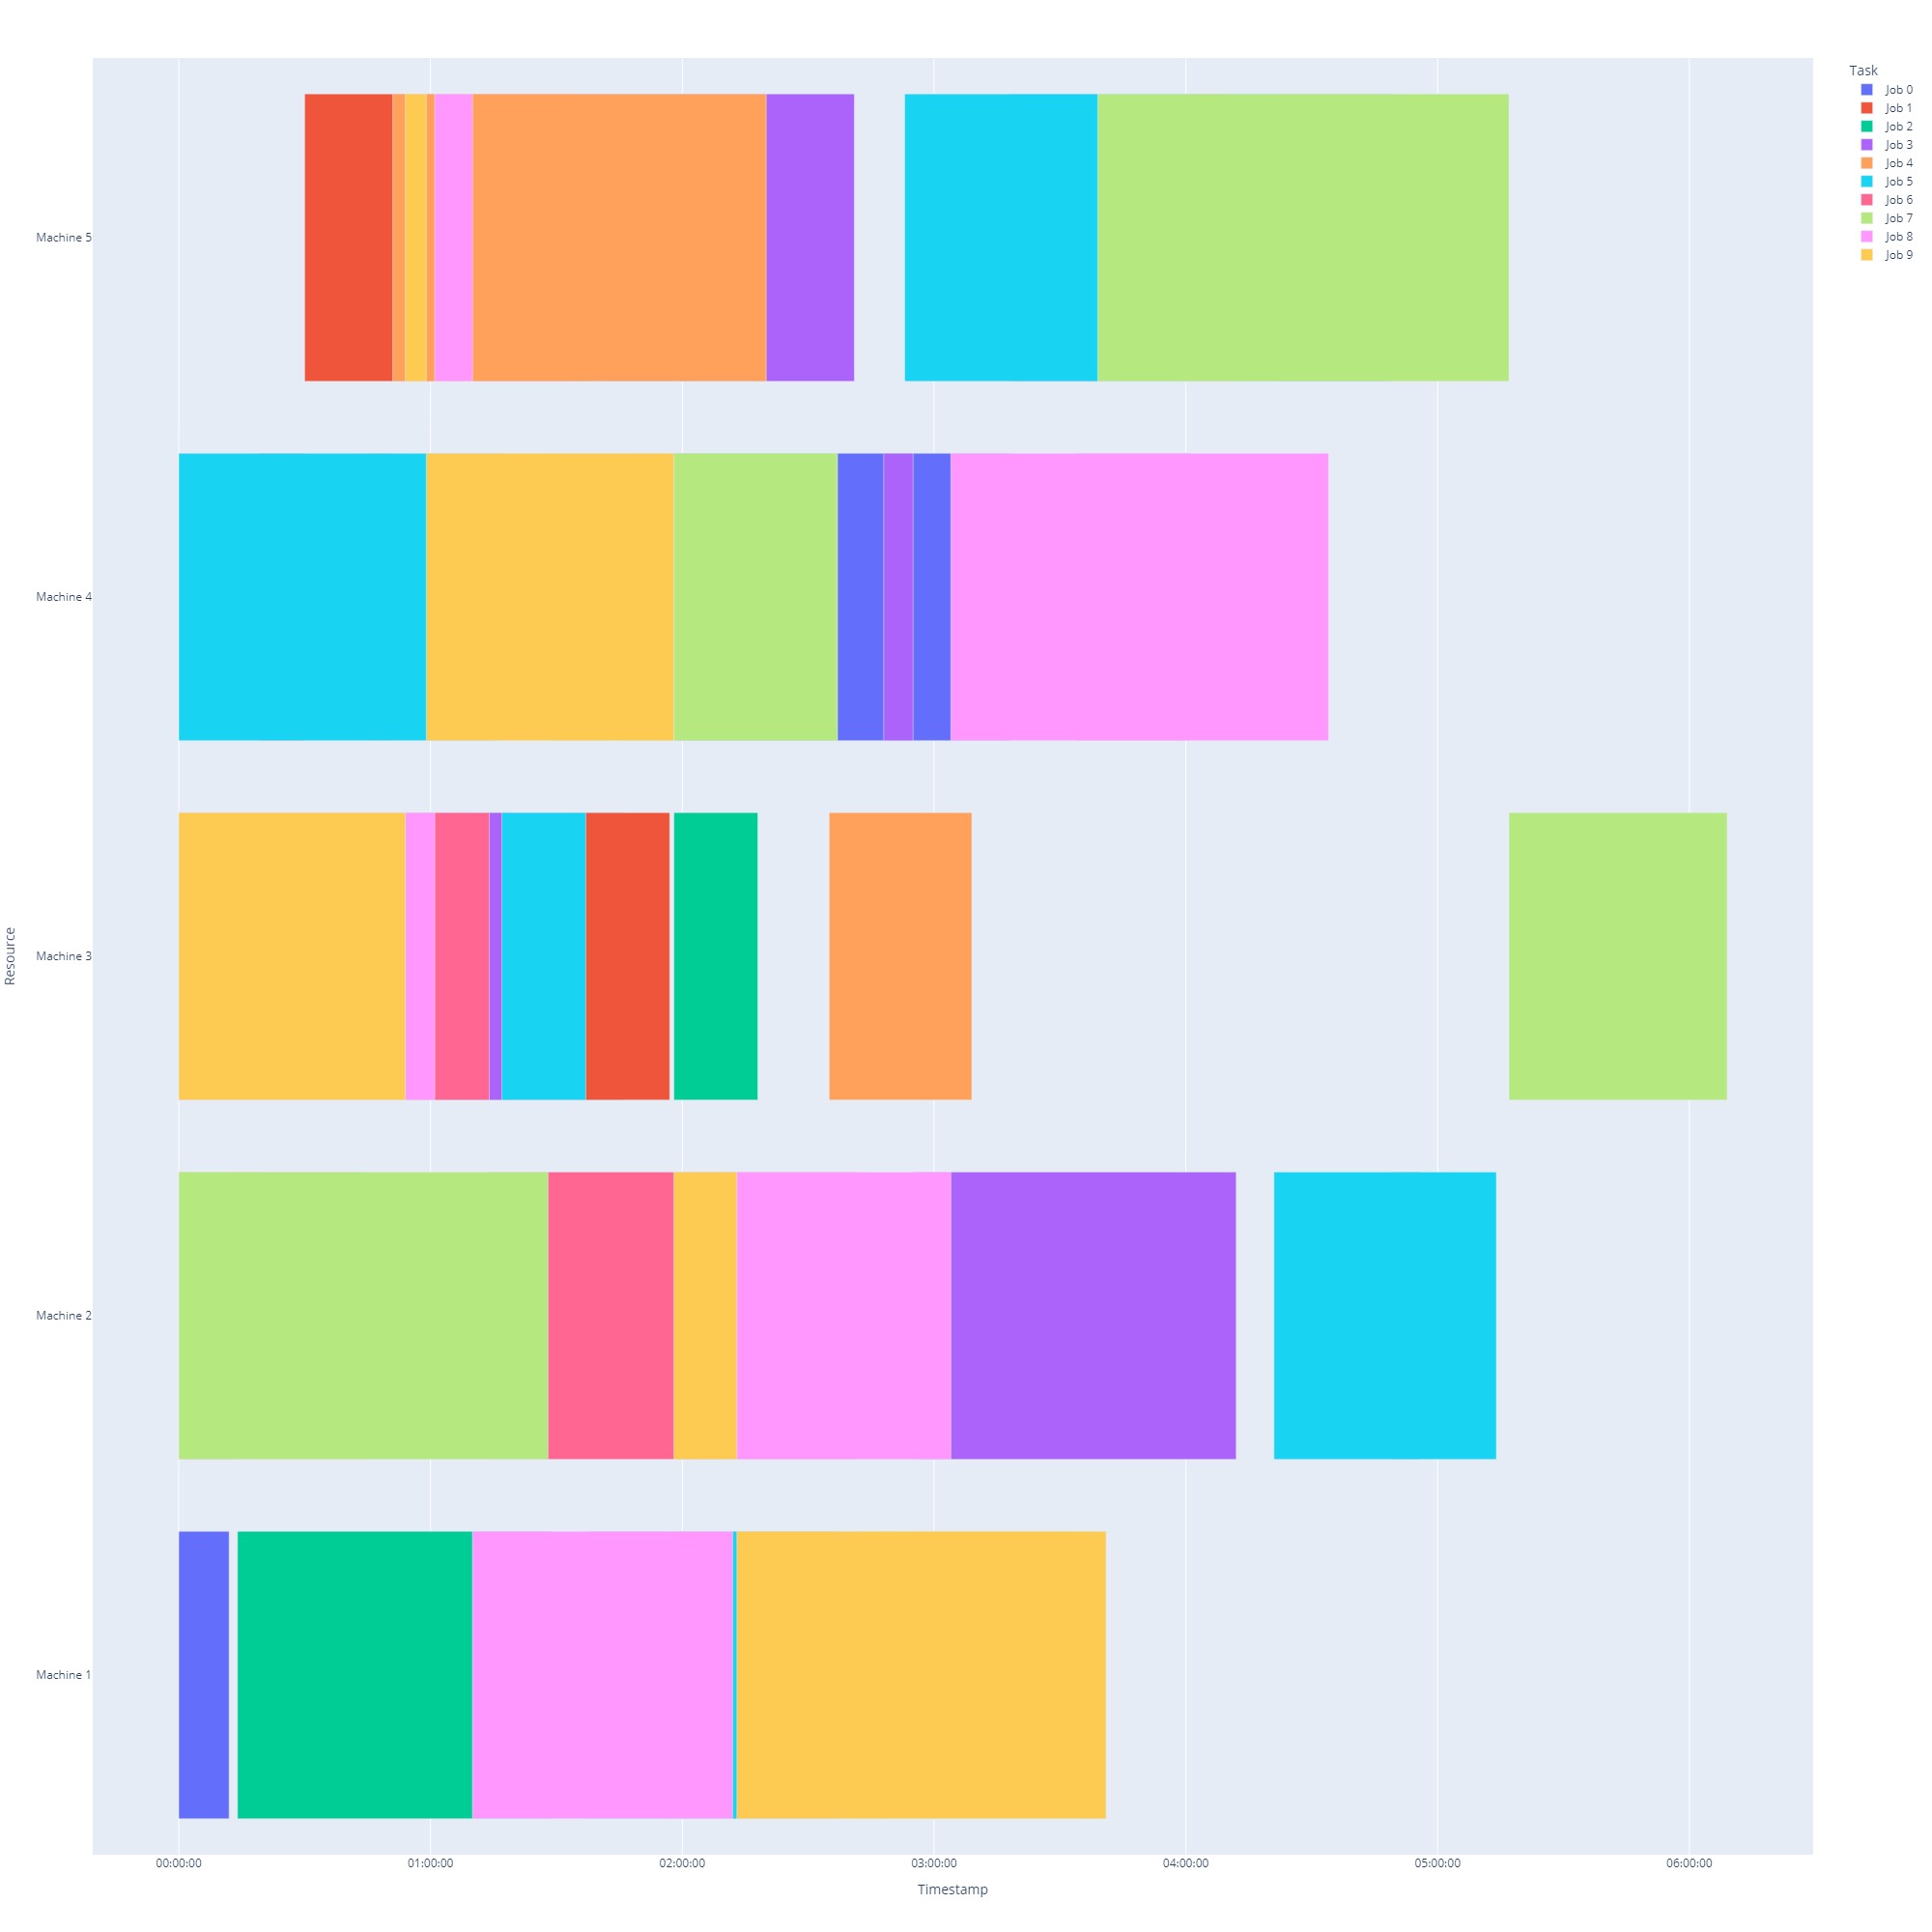 Task
Job 0
Job 1
Job 2
Job 3
Job 4
Job 5
Job 6
Job 7
Job 8
Job 9
Machine 5
Machine 4
Machine 3
Machine 2
Machine 1
Resource
00:00:00 01:00:00 02:00:00 03:00:00 04:00:00 05:00:00 06:00:00
Timestamp